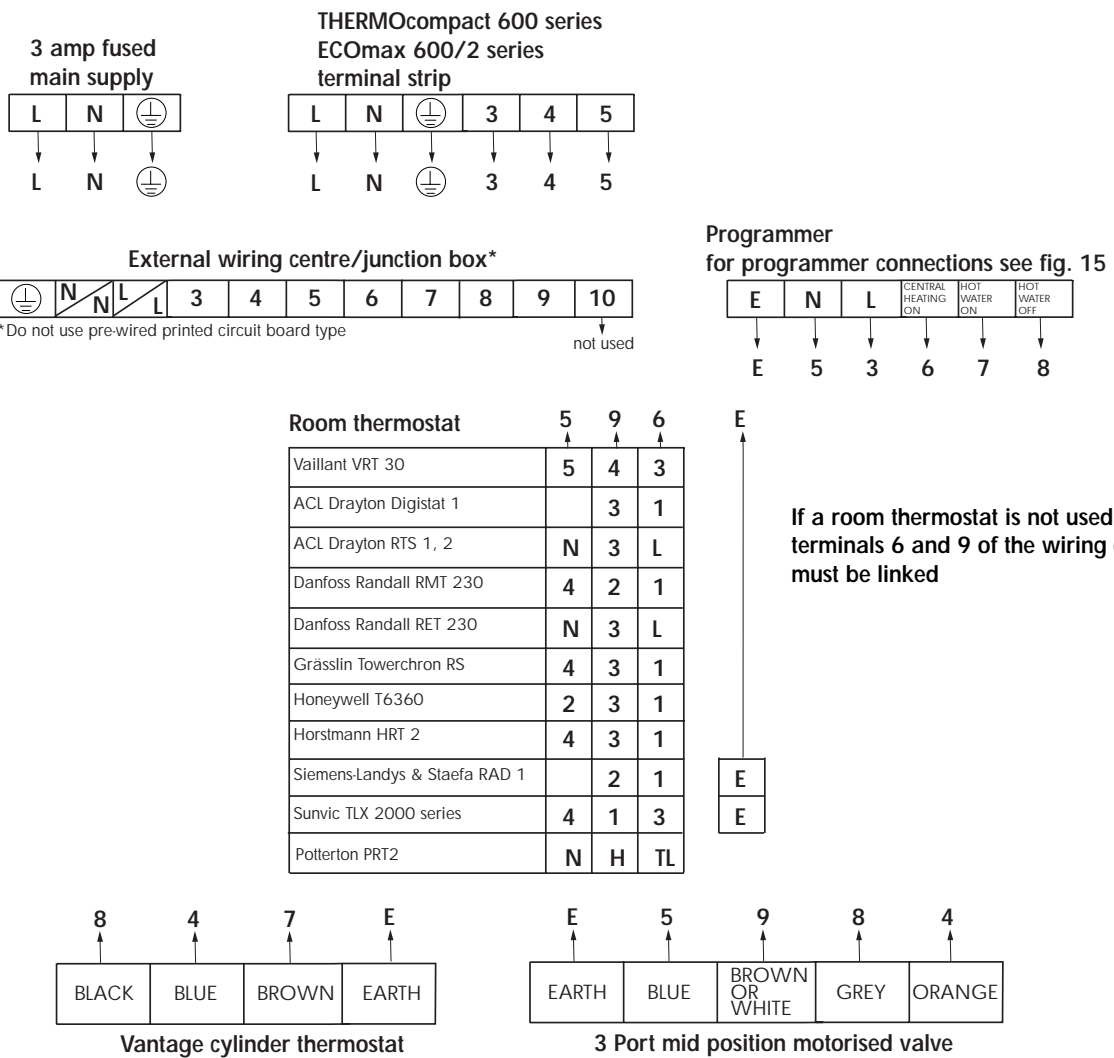 THERMOcompact 600 series
ECOmax 600/2 series
terminal strip
3 amp fused
main supply
L N
L N
L N 3 4 5
L N 3 4 5
External wiring centre/junction box*
N N L L 3 4 5 6 7 8 9 10
*Do not use pre-wired printed circuit board type
not used
Programmer
for programmer connections see fig. 15
E N L CENTRAL HEATING ON HOT WATER ON HOT WATER OFF
E 5 3 6 7 8
Room thermostat 5 9 6 E
Vaillant VRT 30 5 4 3
ACL Drayton Digistat 1 3 1
ACL Drayton RTS 1, 2 N 3 L
Danfoss Randall RMT 230 4 2 1
Danfoss Randall RET 230 N 3 L
Grässlin Towerchron RS 4 3 1
Honeywell T6360 2 3 1
Horstmann HRT 2 4 3 1
Siemens-Landys & Staefa RAD 1 2 1 E
Sunvic TLX 2000 series 4 1 3 E
Potterton PRT2 N H TL
If a room thermostat is not used
terminals 6 and 9 of the wiring
must be linked
8 4 7 E
BLACK BLUE BROWN EARTH
Vantage cylinder thermostat
E 5 9 8 4
EARTH BLUE BROWN OR WHITE GREY ORANGE
3 Port mid position motorised valve